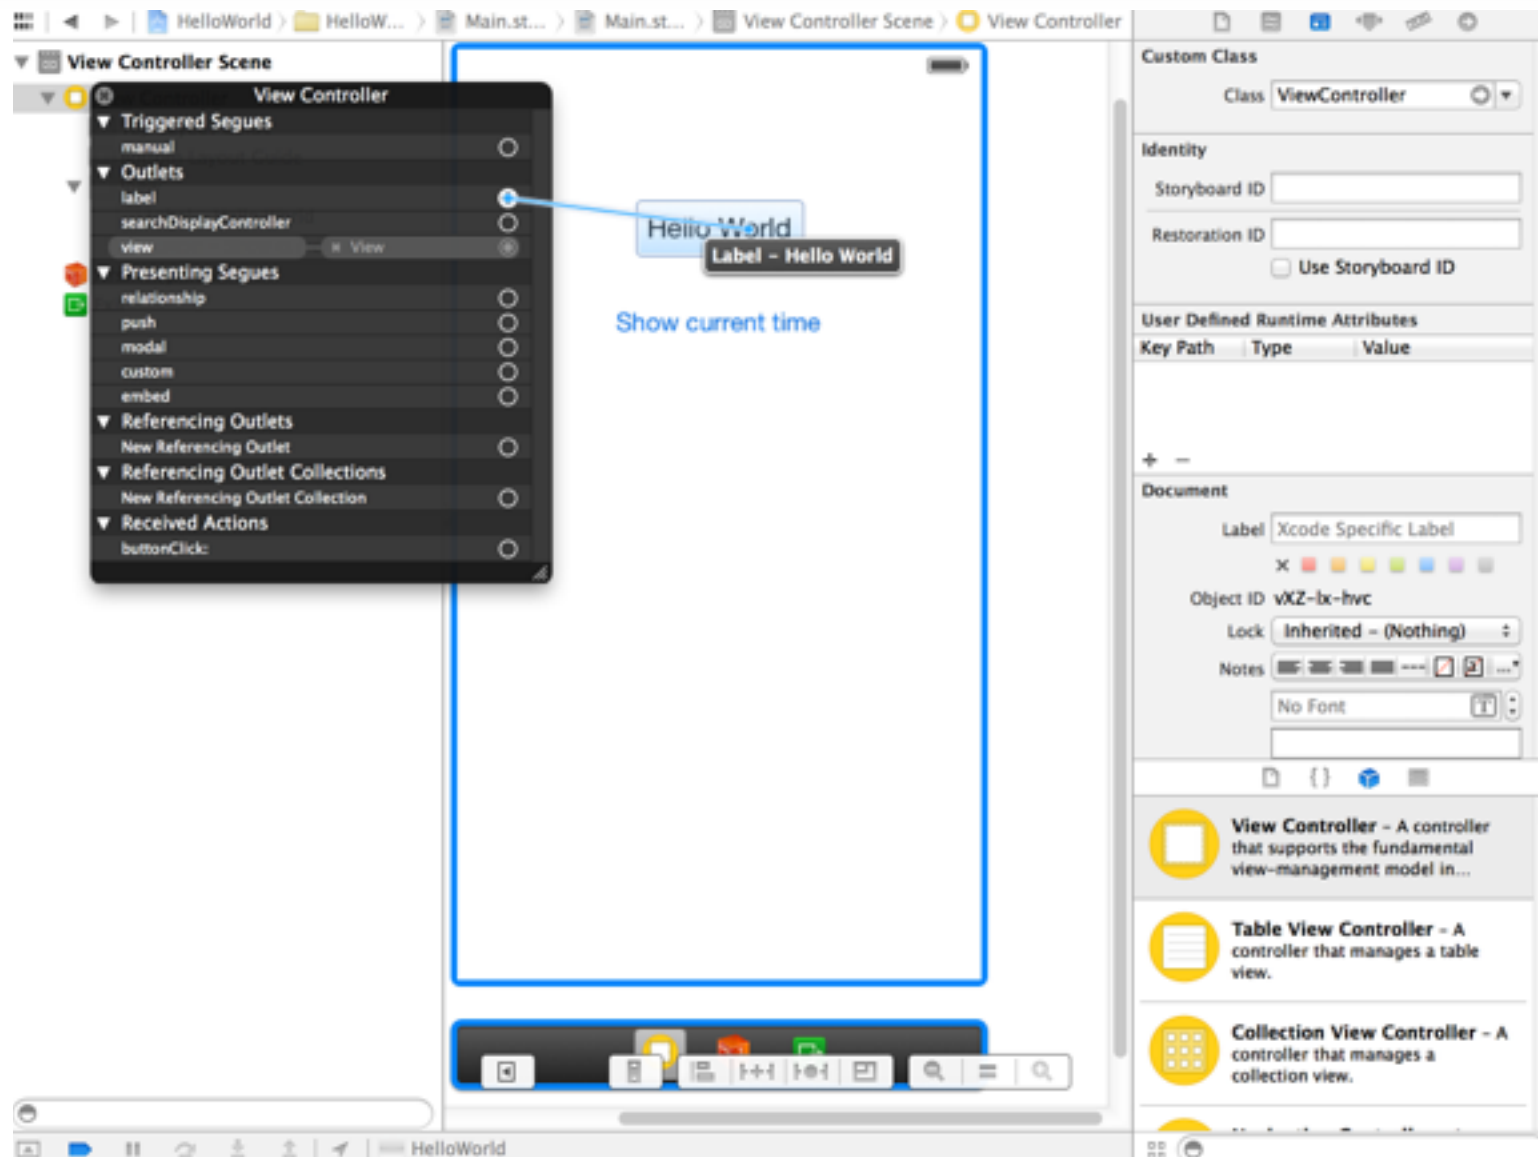 HelloWorld
HelloW...
Main.st...
Main.st...
View Controller Scene
View Controller
View Controller Scene
View Controller
Triggered Segues
manual
Outlets
label
searchDisplayController
view
View
Presenting Segues
relationship
push
modal
custom
embed
Referencing Outlets
New Referencing Outlet
Referencing Outlet Collections
New Referencing Outlet Collection
Received Actions
buttonClick:
Hello World
Label - Hello World
Show current time
Custom Class
Class ViewController
Identity
Storyboard ID
Restoration ID
Use Storyboard ID
User Defined Runtime Attributes
Key Path Type Value
Document
Label Xcode Specific Label
Object ID vXZ-lx-hvc
Lock Inherited - (Nothing)
Notes
No Font
View Controller - A controller
that supports the fundamental
view-management model in...
Table View Controller - A
controller that manages a table
view.
Collection View Controller - A
controller that manages a
collection view.
HelloWorld